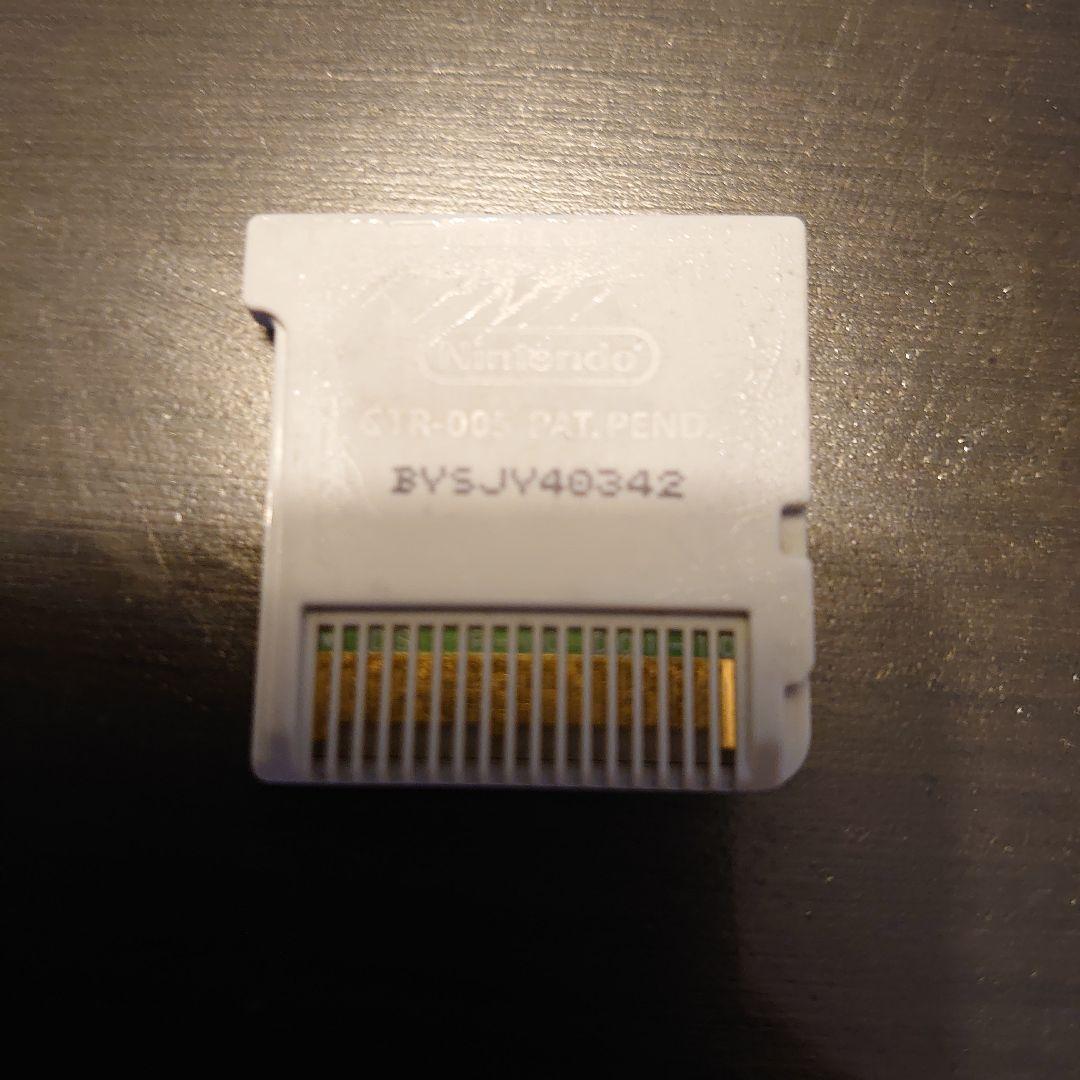 Nintendo
CTR-005 PAT. PEND.
BYSJY40342